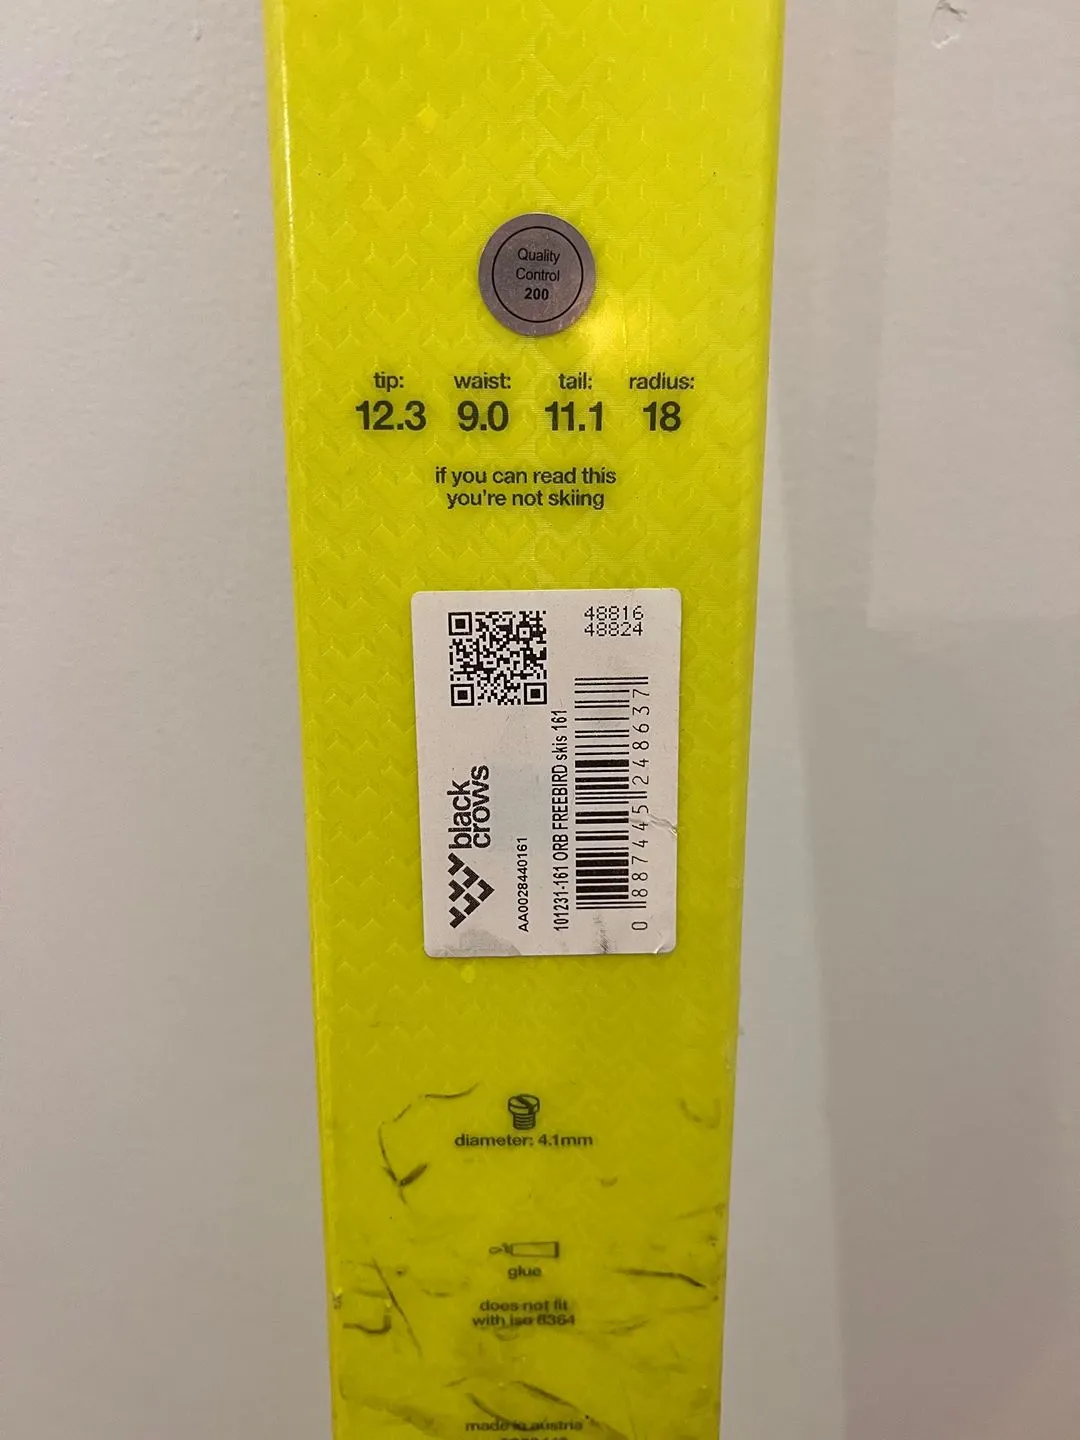 Quality
Control
200
tip: waist: tail: radius:
12.3 9.0 11.1 18
if you can read this
you're not skiing
48816
48824
black
crows
AA0028440161
101231-161 ORB FREEBIRD skis 161
0 887445 248637
diameter: 4.1mm
glue
does not fit
with iso 8364
made in austria